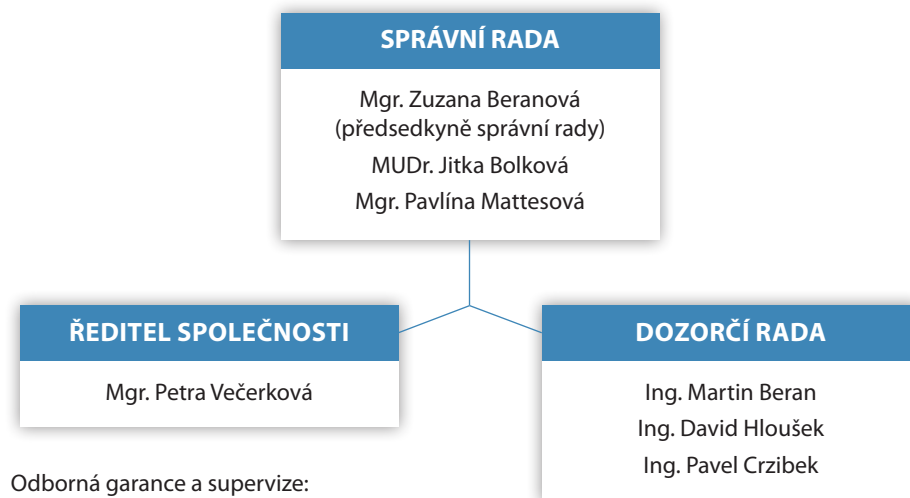 SPRÁVNÍ RADA
Mgr. Zuzana Beranová
(předsedkyně správní rady)
MUDr. Jitka Bolková
Mgr. Pavlína Mattesová
ŘEDITEL SPOLEČNOSTI
Mgr. Petra Večerková
DOZORČÍ RADA
Ing. Martin Beran
Ing. David Hloušek
Ing. Pavel Crzibek
Odborná garance a supervize: